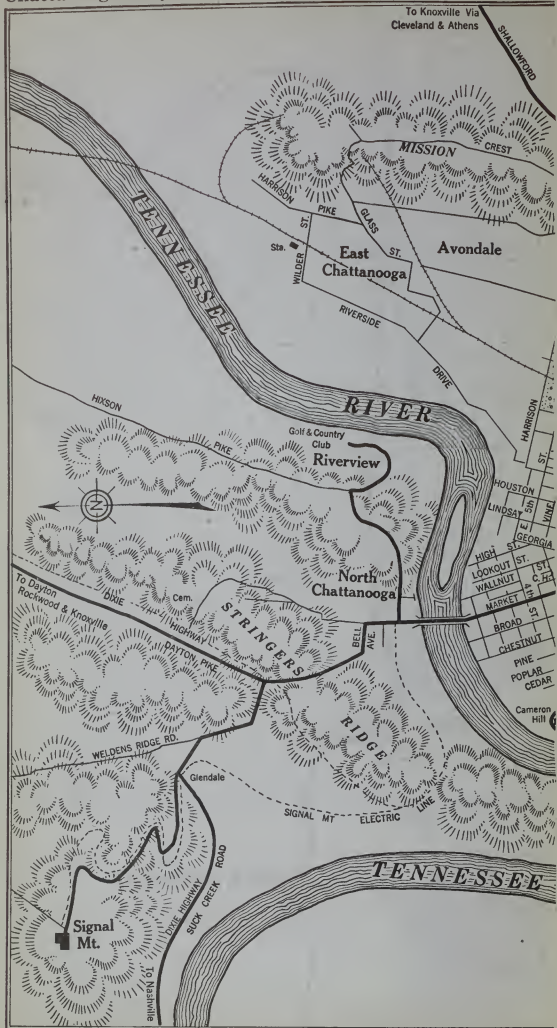 To Knoxville Via
Cleveland & Athens
SHALLOWFORD
MISSION
CREST
HARRISON
PIKE
GLASS
ST.
WILDER
ST.
Sta.
East
Chattanooga
Avondale
RIVERSIDE
DRIVE
TENNESSEE
RIVER
HARRISON
HIXSON
PIKE
Golf & Country
Club
Riverview
HOUSTON
ST.
LINDSAY
E. 5th
VINE
GEORGIA
N
HIGH ST.
LOOKOUT ST.
WALNUT
ST.
C.H.
MARKET
4th ST.
BROAD
CHESTNUT
PINE
POPLAR
CEDAR
North
Chattanooga
Cem.
DIXIE
HIGHWAY
To Dayton
Rockwood & Knoxville
DAYTON PIKE
STRINGERS
RIDGE
BELL
AVE.
Cameron
Hill
6
WELDENS RIDGE RD.
Glendale
SIGNAL MT ELECTRIC LINE
TENNESSEE
DIXIE HIGHWAY
SUCK CREEK ROAD
Signal
Mt.
To Nashville